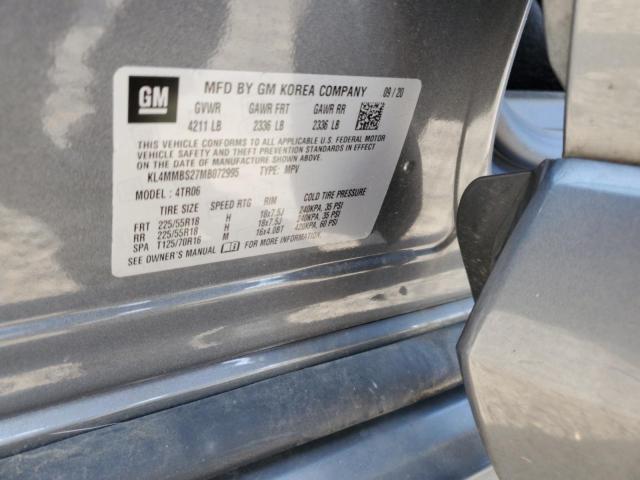 GM
MFD BY GM KOREA COMPANY 09/20
GVWR GAWR FRT GAWR RR
4211 LB 2336 LB 2336 LB
THIS VEHICLE CONFORMS TO ALL APPLICABLE U.S. FEDERAL MOTOR
VEHICLE SAFETY AND THEFT PREVENTION STANDARDS IN EFFECT
ON THE DATE OF MANUFACTURE SHOWN ABOVE.
KL4MMBS27MB072995 TYPE: MPV
MODEL: 4TR06
TIRE SIZE SPEED RTG RIM COLD TIRE PRESSURE
FRT 225/55R18 H 18x7.5J 240KPA, 35 PSI
RR 225/55R18 H 18x7.5J 240KPA, 35 PSI
SPA T125/70R16 M 16x4.0BT 420KPA, 60 PSI
SEE OWNER'S MANUAL FOR MORE INFORMATION.